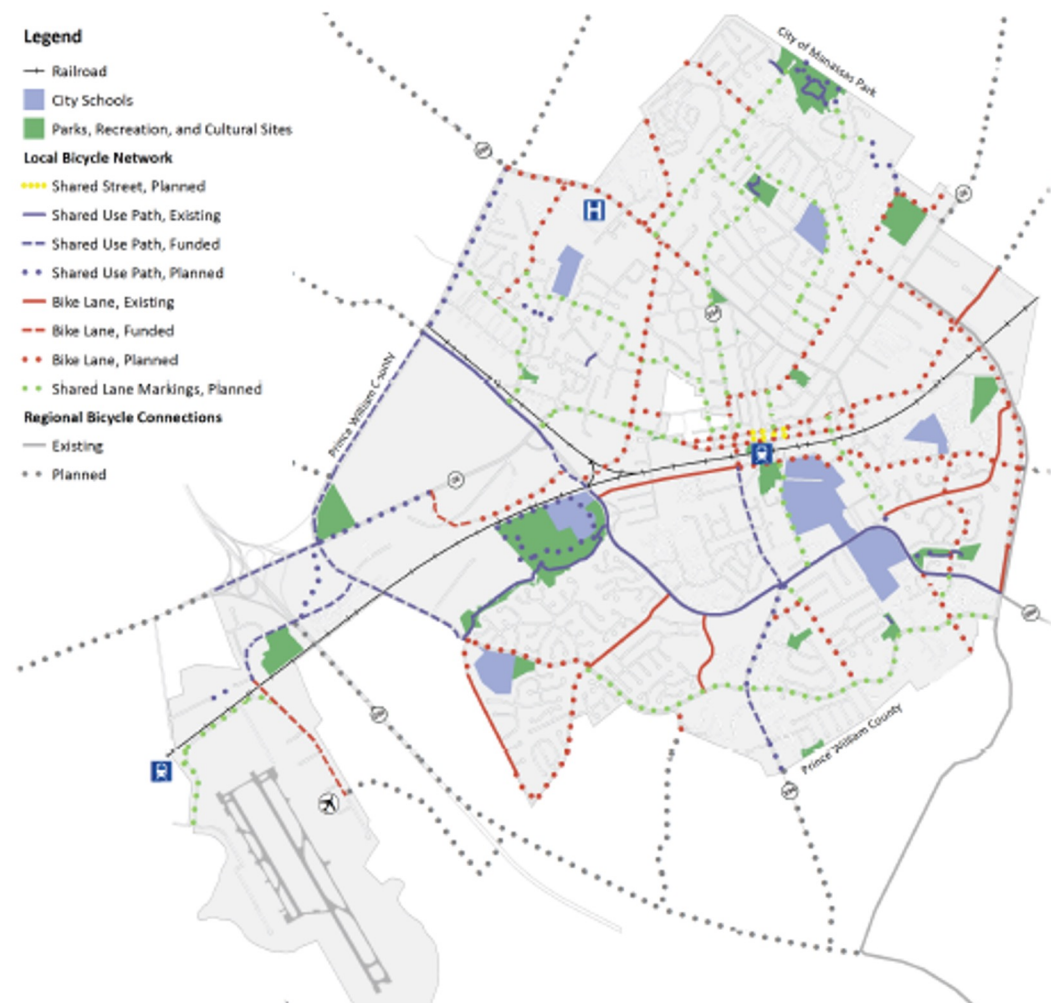 Legend
Railroad
City Schools
Parks, Recreation, and Cultural Sites
Local Bicycle Network
Shared Street, Planned
Shared Use Path, Existing
Shared Use Path, Funded
Shared Use Path, Planned
Bike Lane, Existing
Bike Lane, Funded
Bike Lane, Planned
Shared Lane Markings, Planned
Regional Bicycle Connections
Existing
Planned
City of Manassas Park
H
Prince William County
Prince William County